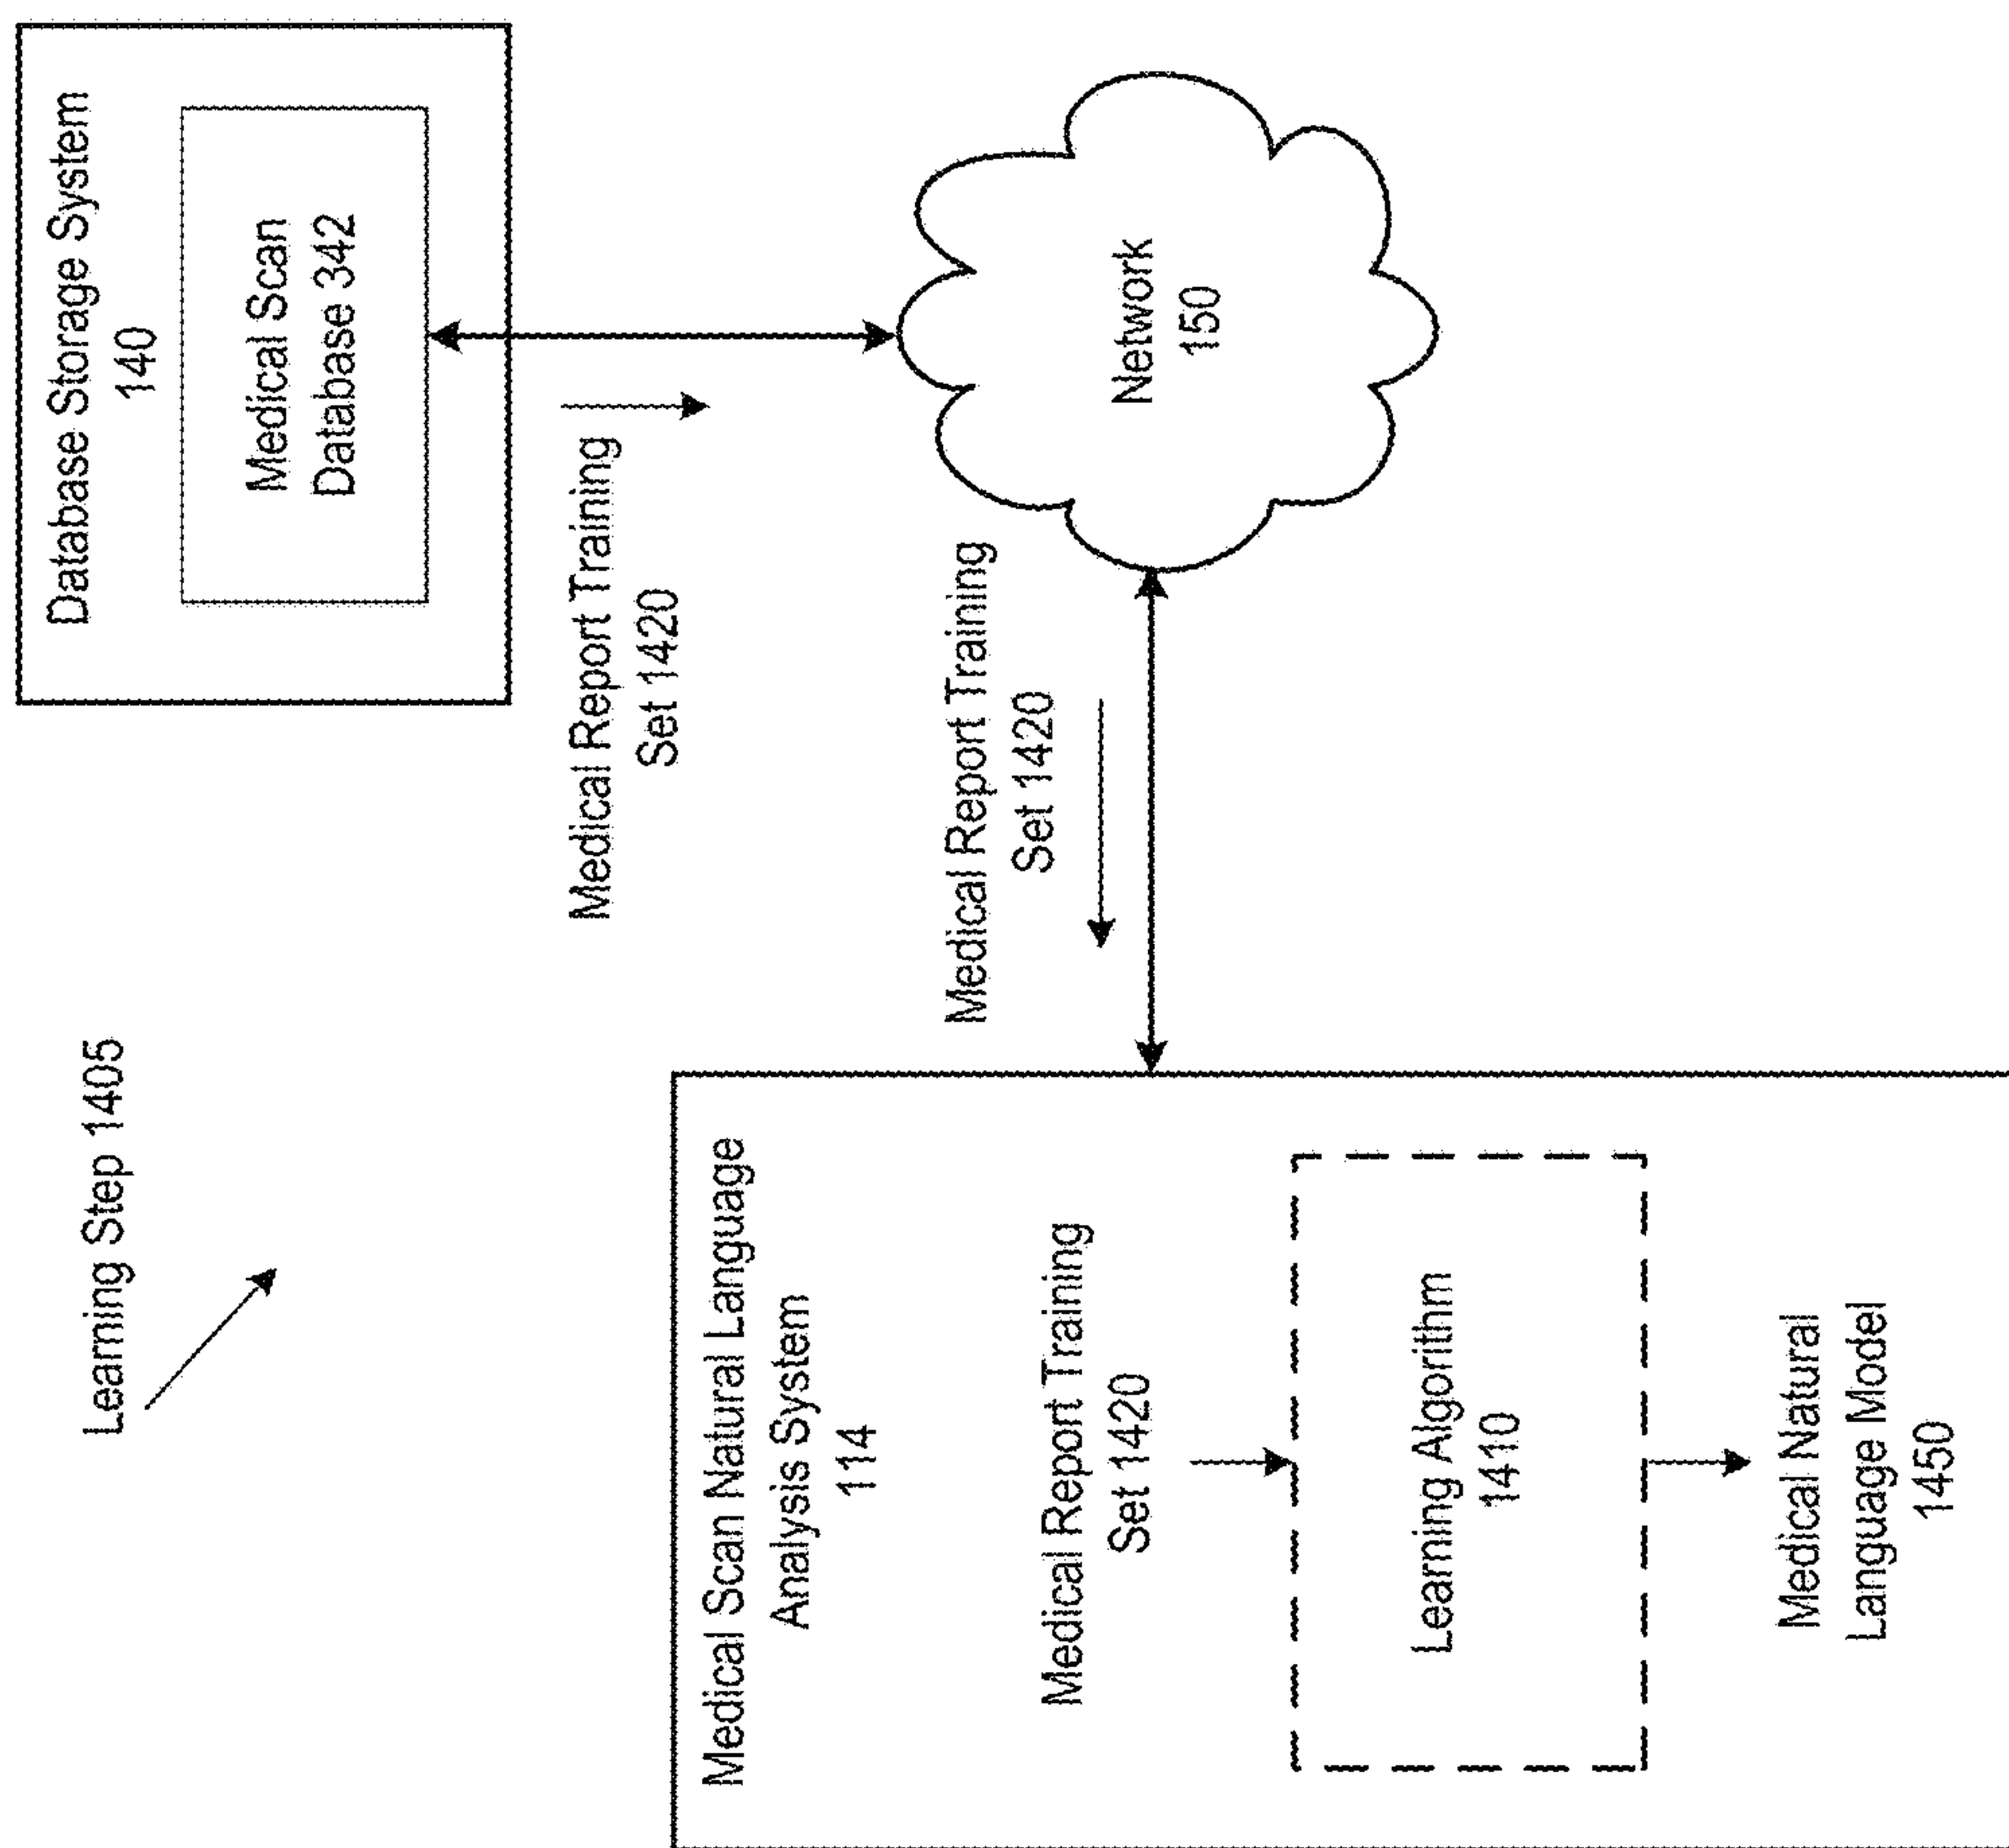 Learning Step 1405
Database Storage System
140
Medical Scan
Database 342
Medical Report Training
Set 1420
Medical Report Training
Set 1420
Network
150
Medical Scan Natural Language
Analysis System
114
Medical Report Training
Set 1420
Learning Algorithm
1410
Medical Natural
Language Model
1450